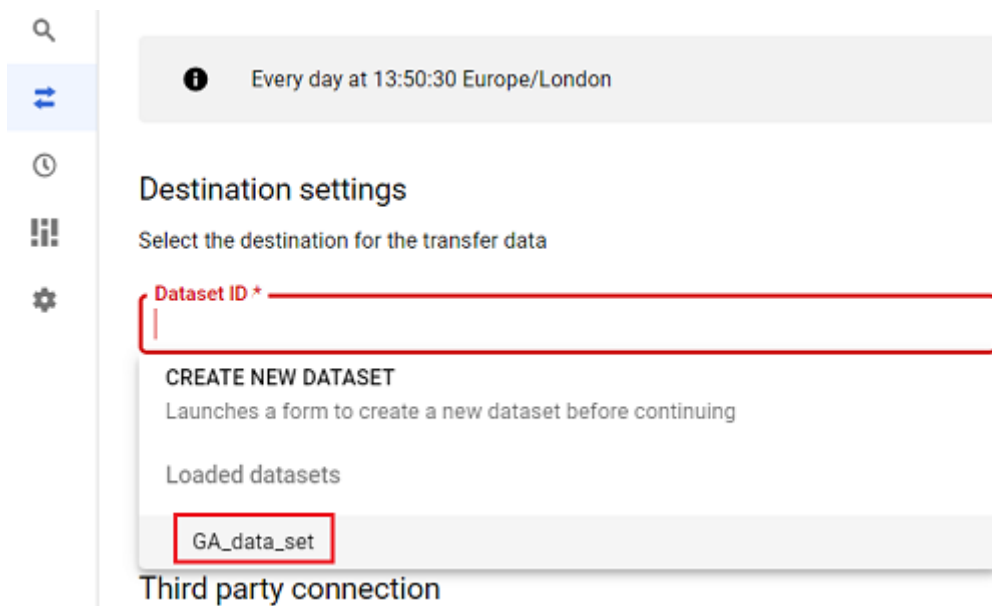 Every day at 13:50:30 Europe/London
Destination settings
Select the destination for the transfer data
Dataset ID *
CREATE NEW DATASET
Launches a form to create a new dataset before continuing
Loaded datasets
GA_data_set
Third party connection